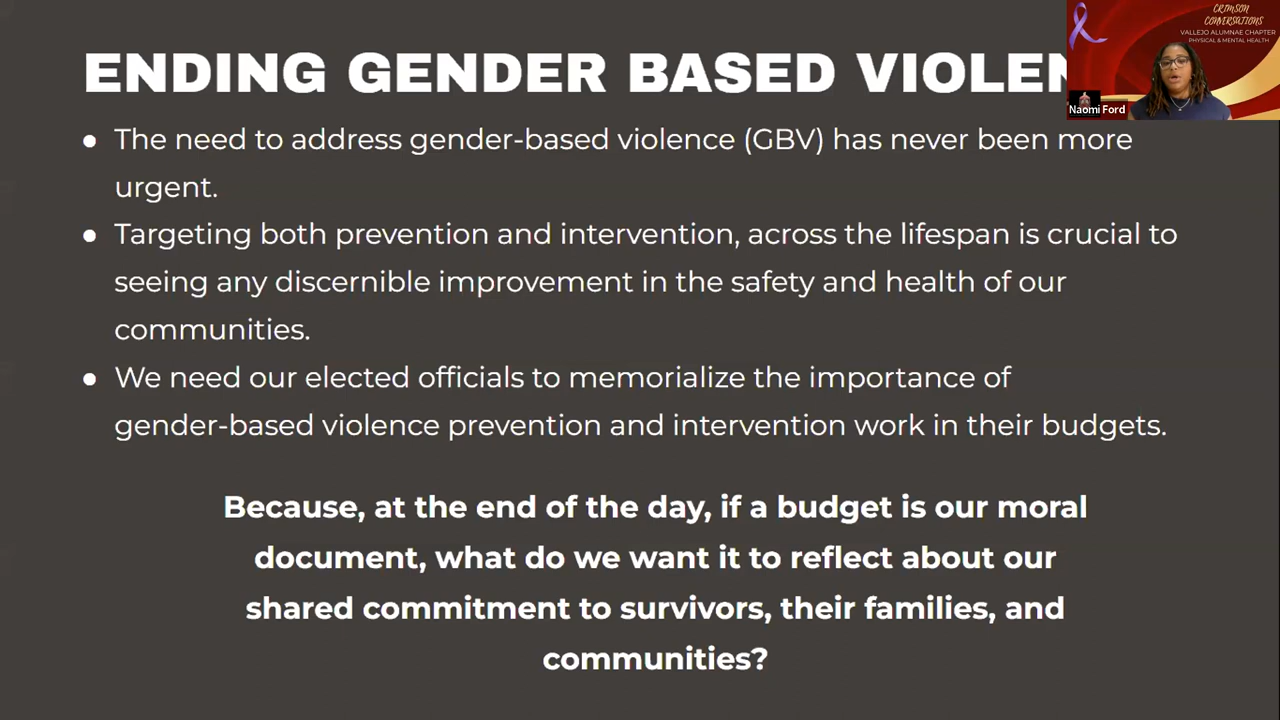 ENDING GENDER BASED VIOLEN
CRIMSON
CONVERSATIONS
VALLEJO ALUMNAE CHAPTER
PHYSICAL & MENTAL HEALTH
Naomi Ford
● The need to address gender-based violence (GBV) has never been more
urgent.
● Targeting both prevention and intervention, across the lifespan is crucial to
seeing any discernible improvement in the safety and health of our
communities.
● We need our elected officials to memorialize the importance of
gender-based violence prevention and intervention work in their budgets.
Because, at the end of the day, if a budget is our moral
document, what do we want it to reflect about our
shared commitment to survivors, their families, and
communities?